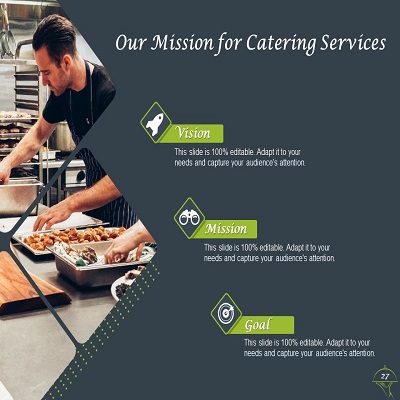 Our Mission for Catering Services
Vision
This slide is 100% editable. Adapt it to your
needs and capture your audience's attention.
Mission
This slide is 100% editable. Adapt it to your
needs and capture your audience's attention.
Goal
This slide is 100% editable. Adapt it to your
needs and capture your audience's attention.
27